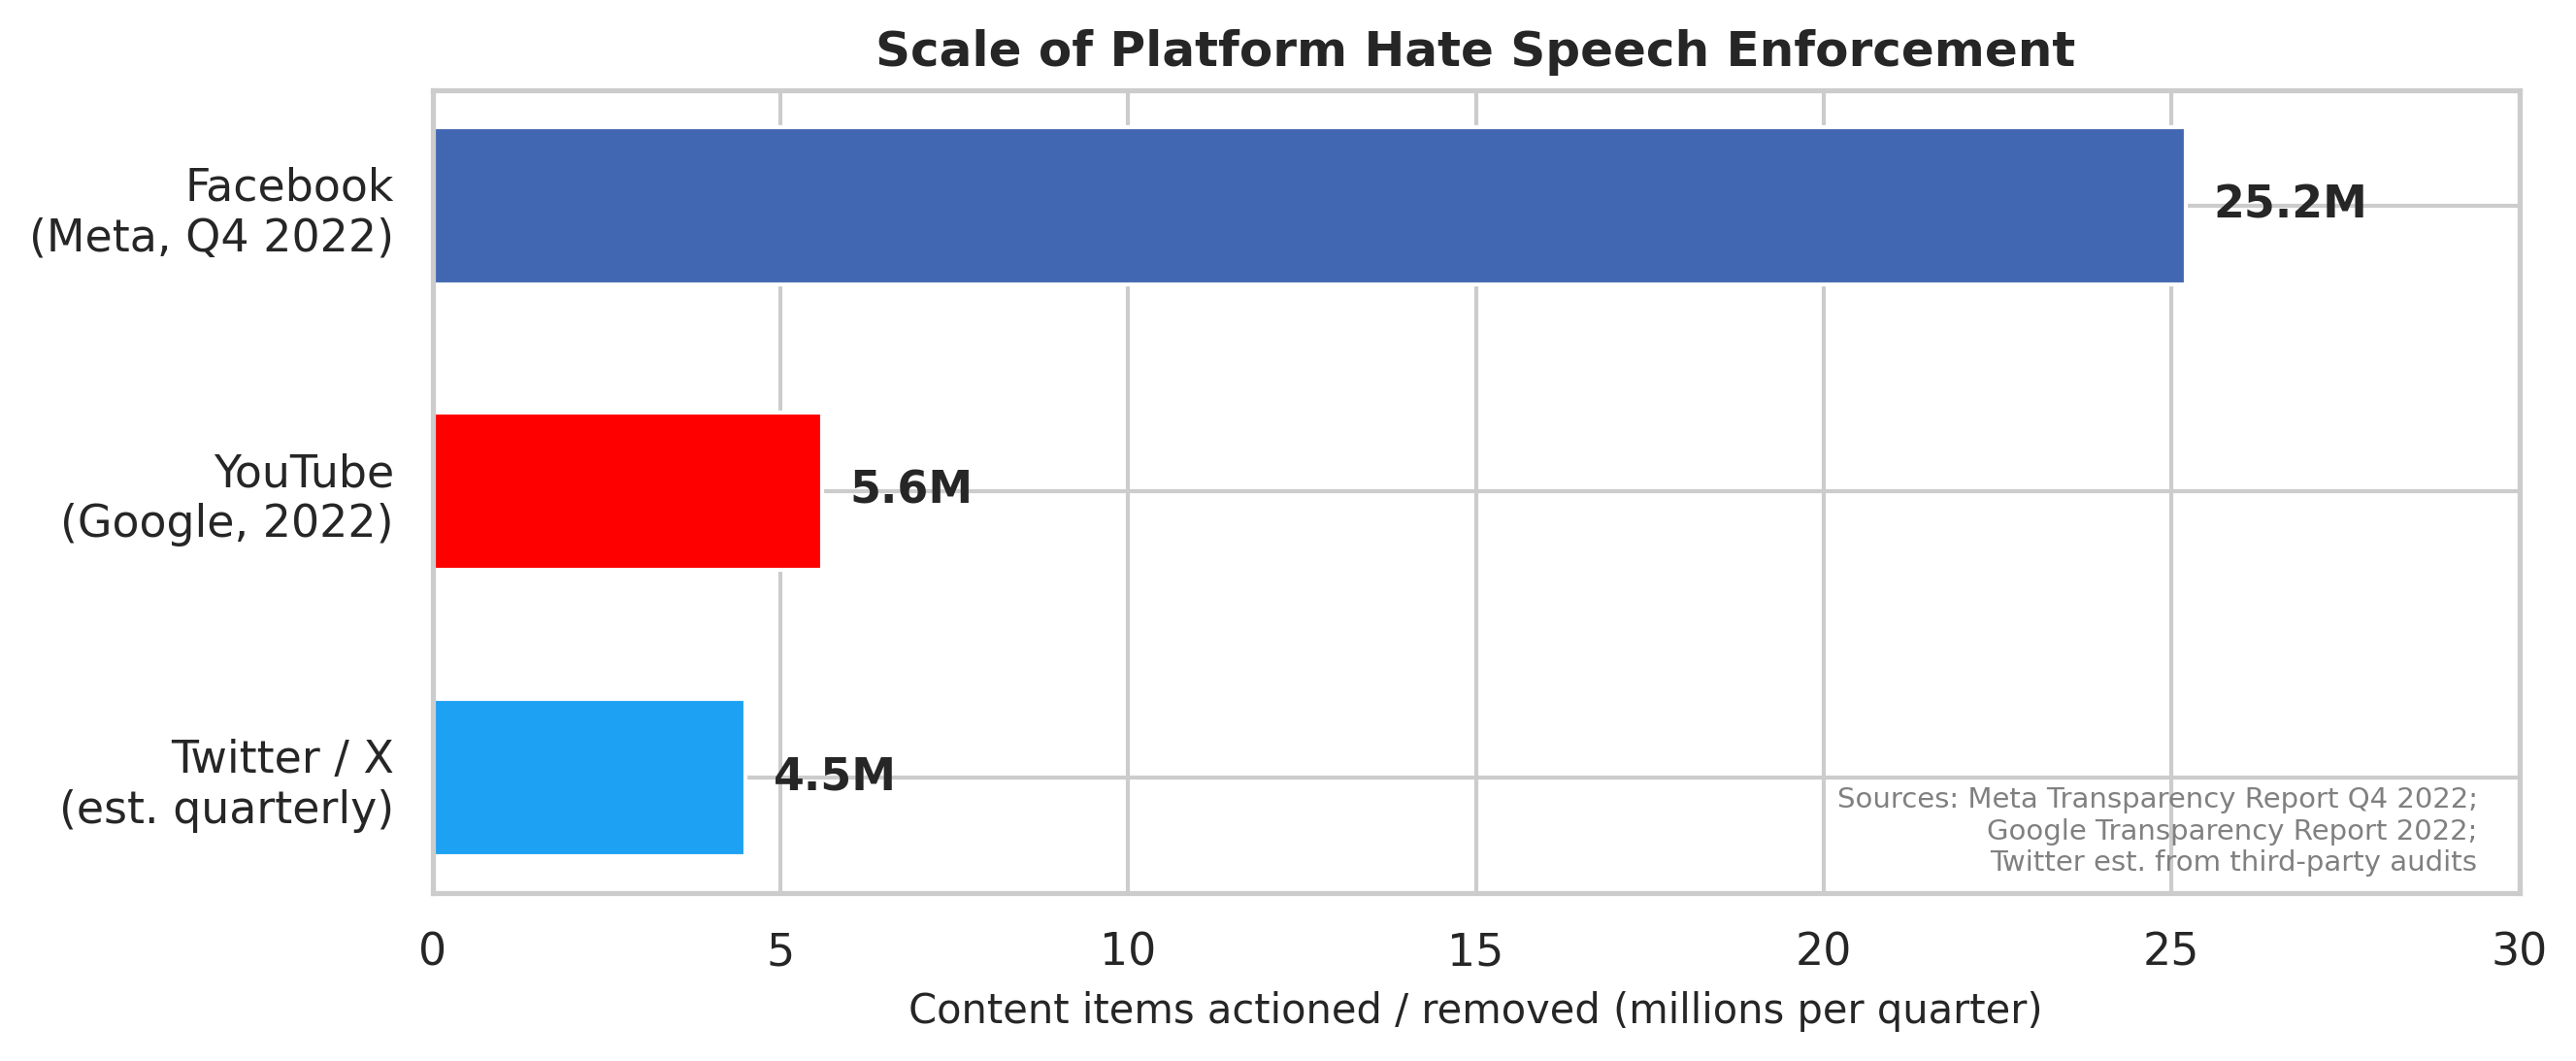 Scale of Platform Hate Speech Enforcement
Facebook
(Meta, Q4 2022)
25.2M
YouTube
(Google, 2022)
5.6M
Twitter / X
(est. quarterly)
4.5M
Sources: Meta Transparency Report Q4 2022;
Google Transparency Report 2022;
Twitter est. from third-party audits
0 5 10 15 20 25 30
Content items actioned / removed (millions per quarter)